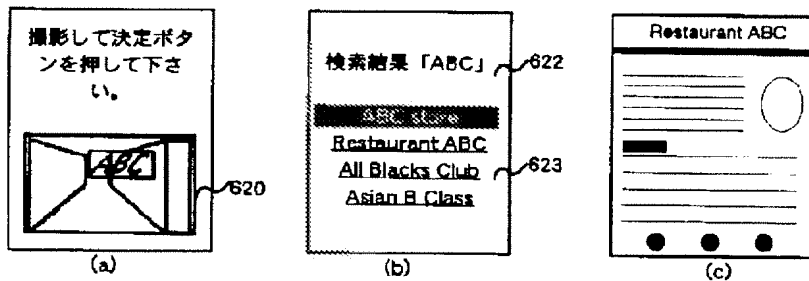 撮影して決定ボタ
ンを押して下さ
い。
ABC
620
(a)
検索結果「ABC」
622
ABC store
Restaurant ABC
All Blacks Club
623
Asian B Class
(b)
Restaurant ABC
(c)